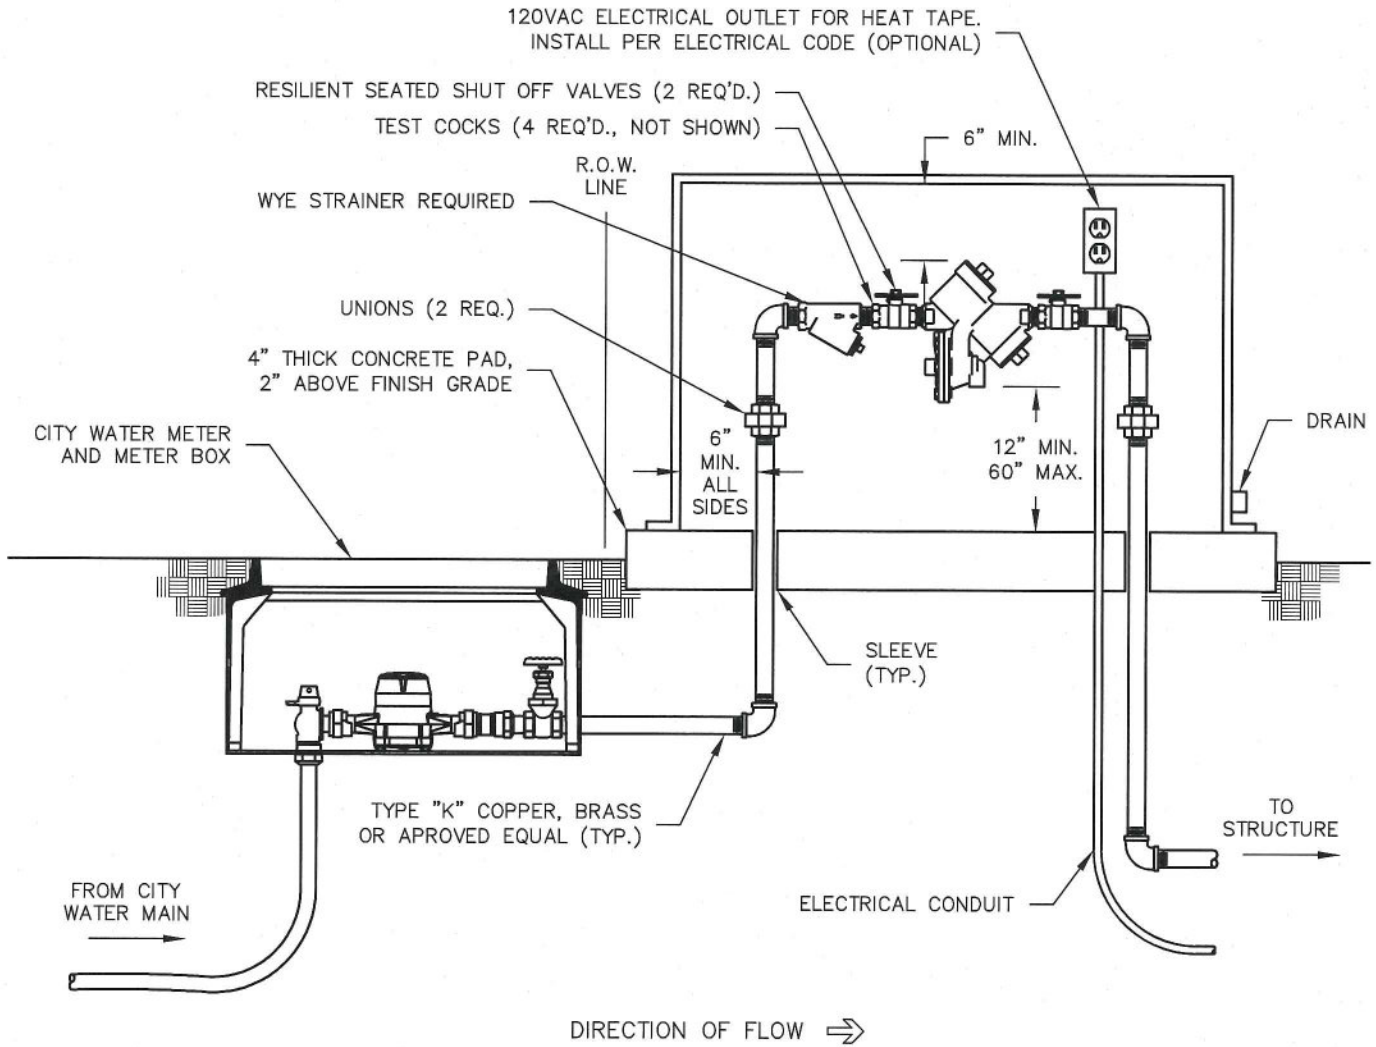 120VAC ELECTRICAL OUTLET FOR HEAT TAPE.
INSTALL PER ELECTRICAL CODE (OPTIONAL)
RESILIENT SEATED SHUT OFF VALVES (2 REQ'D.)
TEST COCKS (4 REQ'D., NOT SHOWN)
6" MIN.
R.O.W.
LINE
WYE STRAINER REQUIRED
UNIONS (2 REQ.)
4" THICK CONCRETE PAD,
2" ABOVE FINISH GRADE
CITY WATER METER
AND METER BOX
6"
MIN.
ALL
SIDES
12" MIN.
60" MAX.
DRAIN
SLEEVE
(TYP.)
TYPE "K" COPPER, BRASS
OR APROVED EQUAL (TYP.)
TO
STRUCTURE
FROM CITY
WATER MAIN
ELECTRICAL CONDUIT
DIRECTION OF FLOW